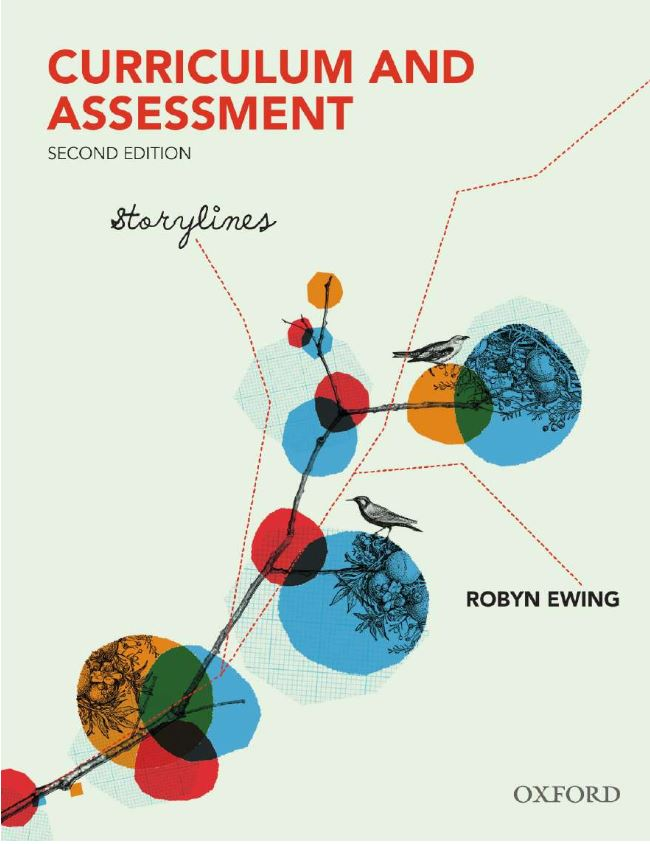 CURRICULUM AND
ASSESSMENT
SECOND EDITION
Storylines
ROBYN EWING
OXFORD